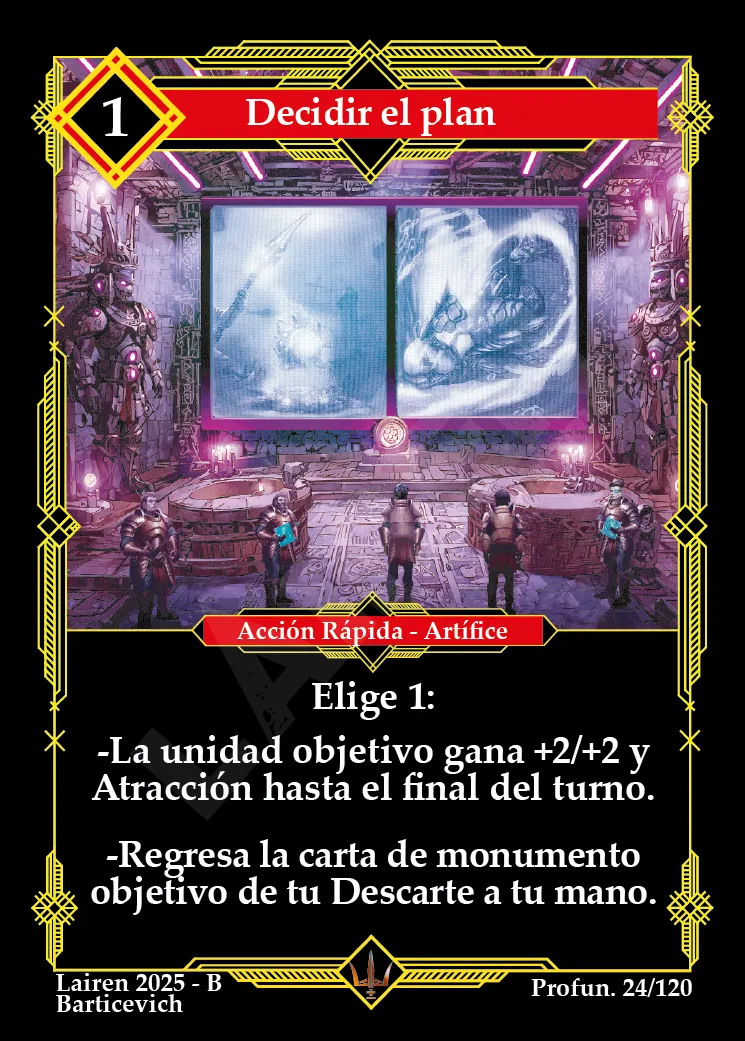 1
Decidir el plan
Acción Rápida - Artífice
Elige 1:
-La unidad objetivo gana +2/+2 y
Atracción hasta el final del turno.
-Regresa la carta de monumento
objetivo de tu Descarte a tu mano.
Lairen 2025 - B
Barticevich
Profun. 24/120